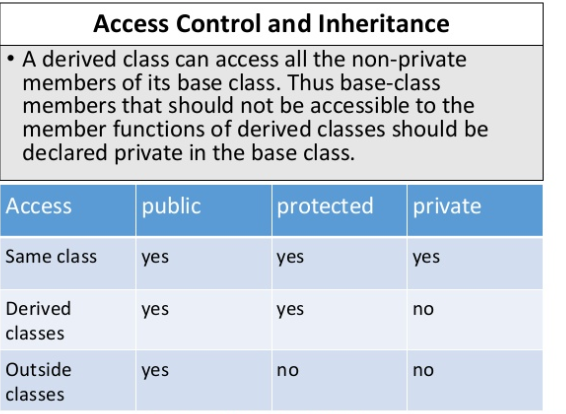 Access Control and Inheritance
• A derived class can access all the non-private
members of its base class. Thus base-class
members that should not be accessible to the
member functions of derived classes should be
declared private in the base class.
Access public protected private
Same class yes yes yes
Derived
classes yes yes no
Outside
classes yes no no